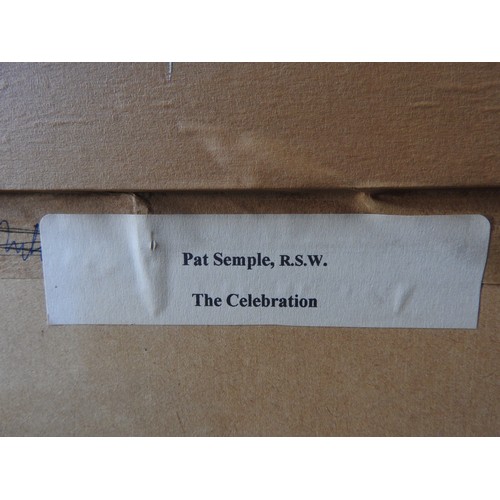 Pat Semple, R.S.W.
The Celebration